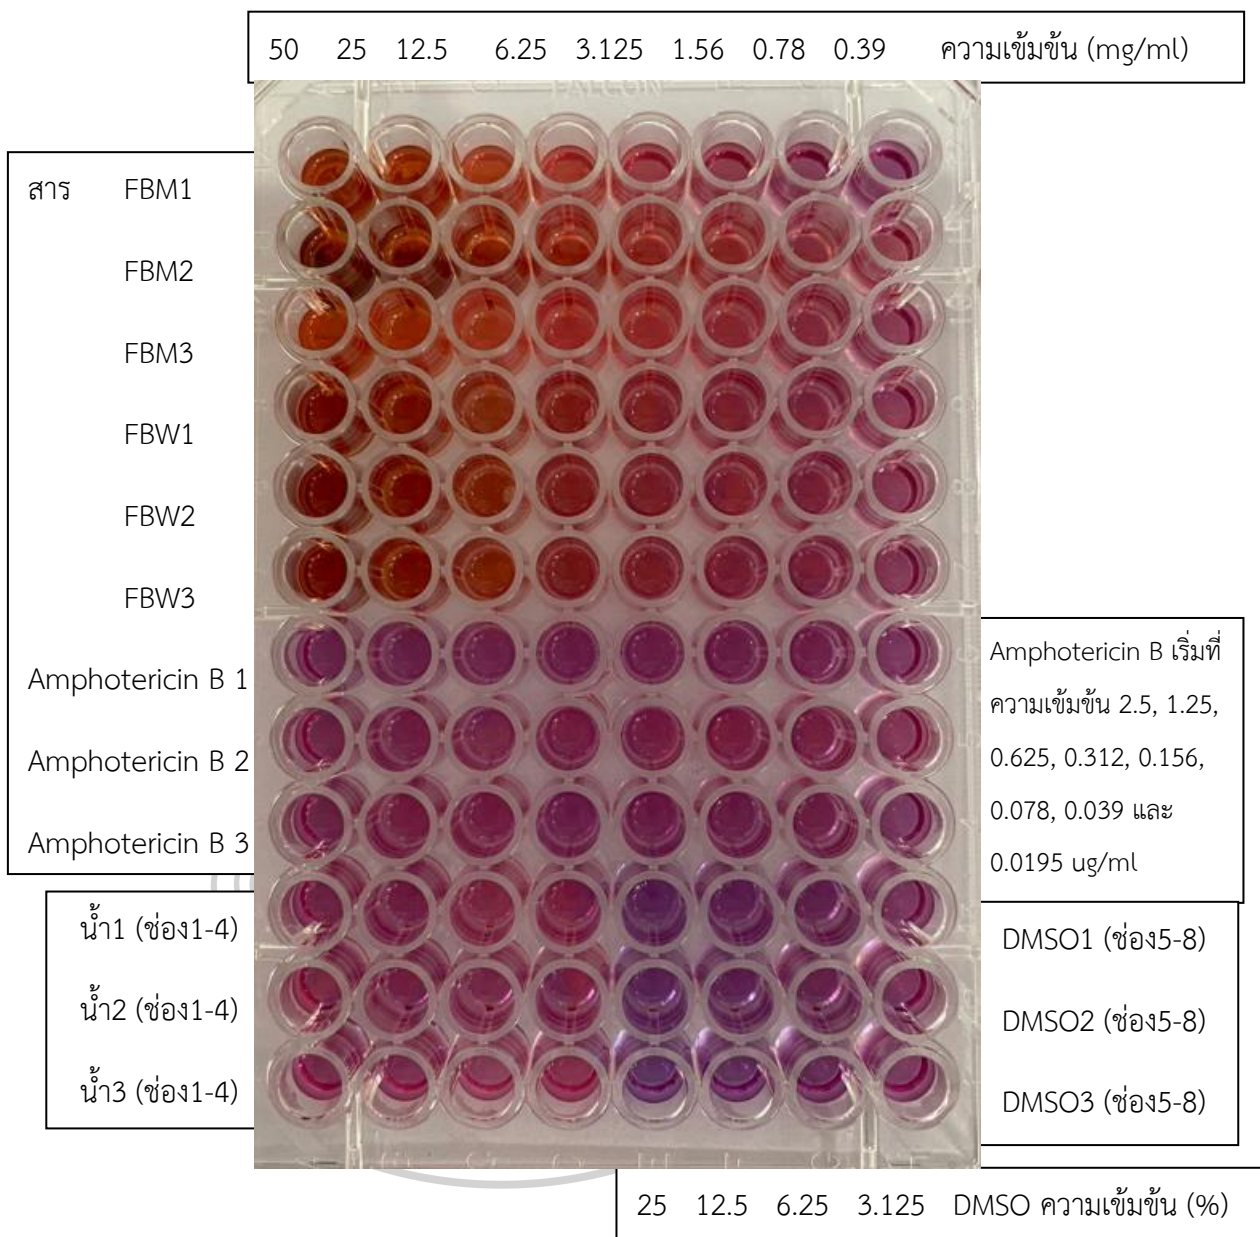 50 25 12.5 6.25 3.125 1.56 0.78 0.39 ความเข้มข้น (mg/ml)
FALCON
สาร FBM1
FBM2
FBM3
FBW1
FBW2
FBW3
Amphotericin B 1
Amphotericin B 2
Amphotericin B 3
Amphotericin B เริ่มที่
ความเข้มข้น 2.5, 1.25,
0.625, 0.312, 0.156,
0.078, 0.039 และ
0.0195 ug/ml
น้ำ1 (ช่อง1-4)
น้ำ2 (ช่อง1-4)
น้ำ3 (ช่อง1-4)
DMSO1 (ช่อง5-8)
DMSO2 (ช่อง5-8)
DMSO3 (ช่อง5-8)
25 12.5 6.25 3.125 DMSO ความเข้มข้น (%)